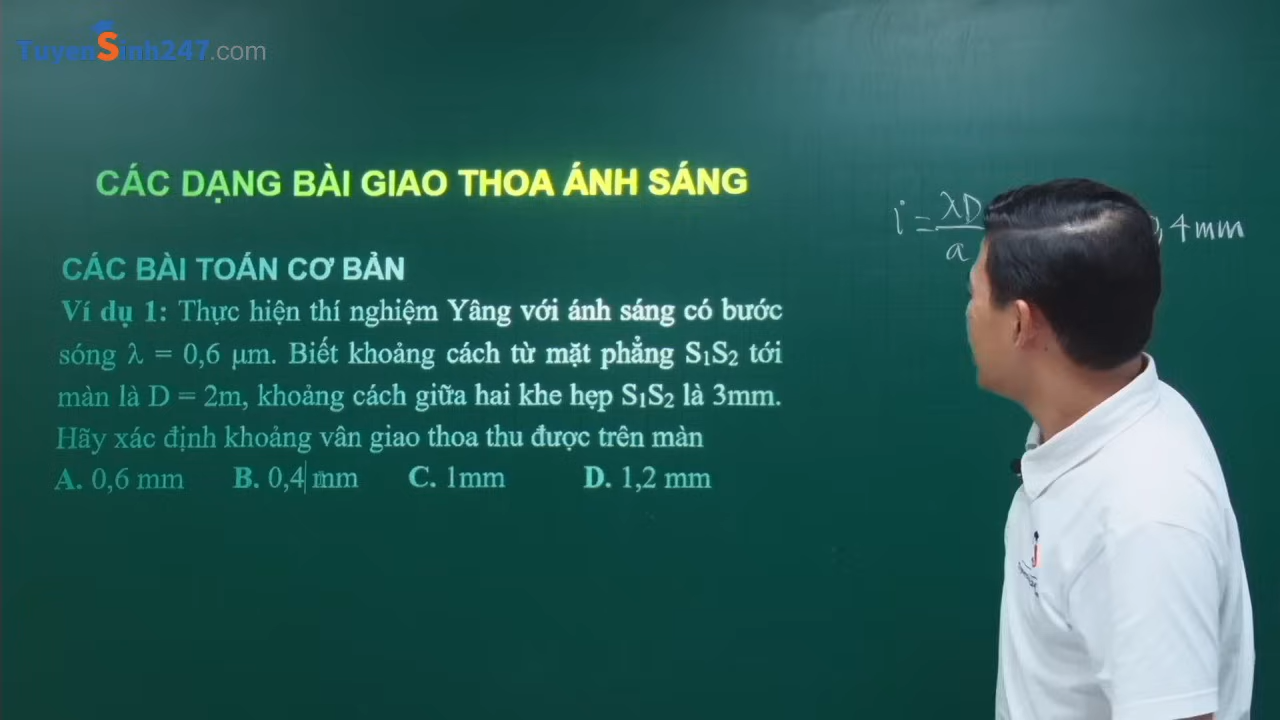 TuyenSinh247.com
CÁC DẠNG BÀI GIAO THOA ÁNH SÁNG
i = λD
a
,4mm
CÁC BÀI TOÁN CƠ BẢN
Ví dụ 1: Thực hiện thí nghiệm Yâng với ánh sáng có bước
sóng λ = 0,6 μm. Biết khoảng cách từ mặt phẳng S₁S₂ tới
màn là D = 2m, khoảng cách giữa hai khe hẹp S₁S₂ là 3mm.
Hãy xác định khoảng vân giao thoa thu được trên màn
A. 0,6 mm B. 0,4 mm C. 1mm D. 1,2 mm